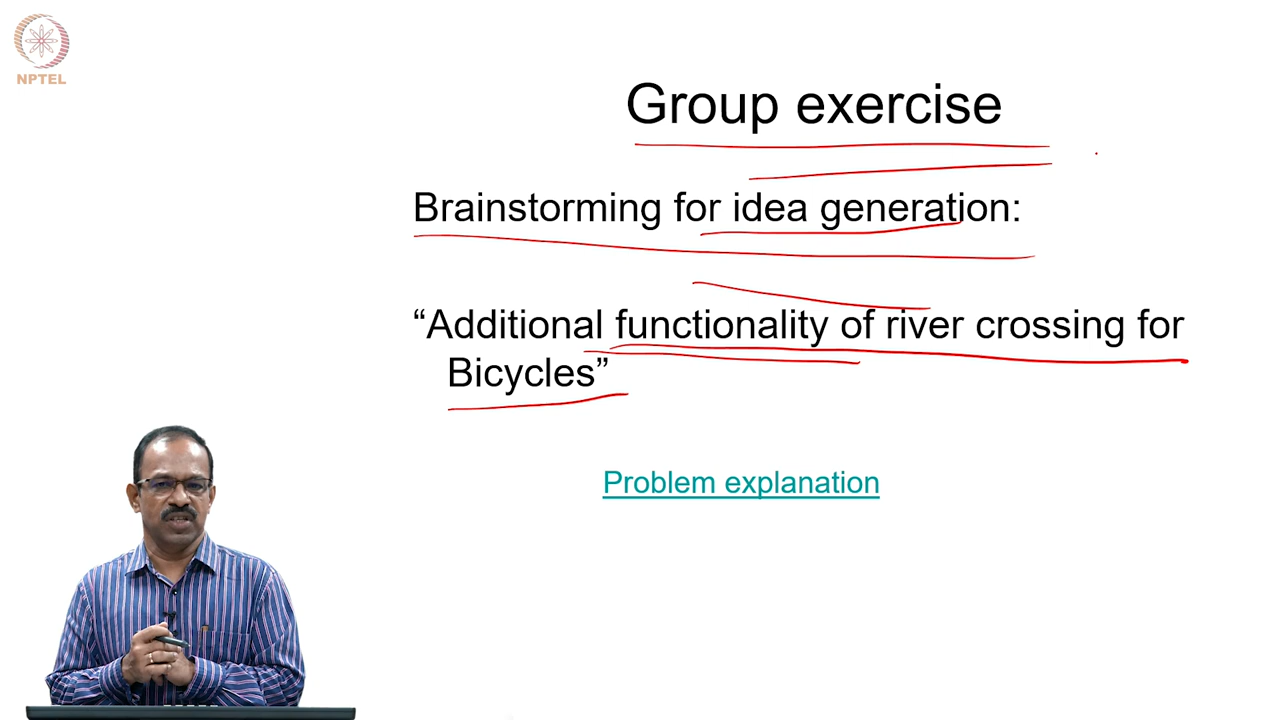 NPTEL
Group exercise
Brainstorming for idea generation:
“Additional functionality of river crossing for
Bicycles”
Problem explanation